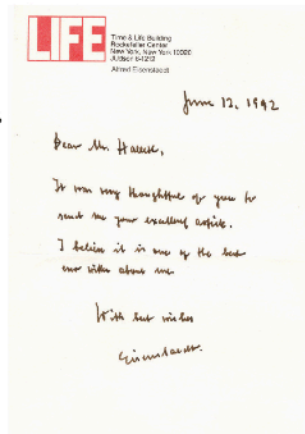 LIFE
Time & Life Building
Rockefeller Center
New York, New York 10020
JUdson 6-1212
Alfred Eisenstaedt
June 12, 1992
Dear Mr.
It was very thoughtful of you to
send me your excellent article.
I believe it is one of the best
ever written about me.
With best wishes
Eisenstaedt.